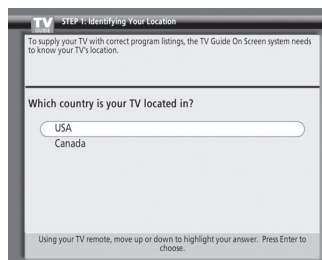 TV
GUIDE
STEP 1: Identifying Your Location
To supply your TV with correct program listings, the TV Guide On Screen system needs
to know your TV's location.
Which country is your TV located in?
USA
Canada
Using your TV remote, move up or down to highlight your answer. Press Enter to
choose.